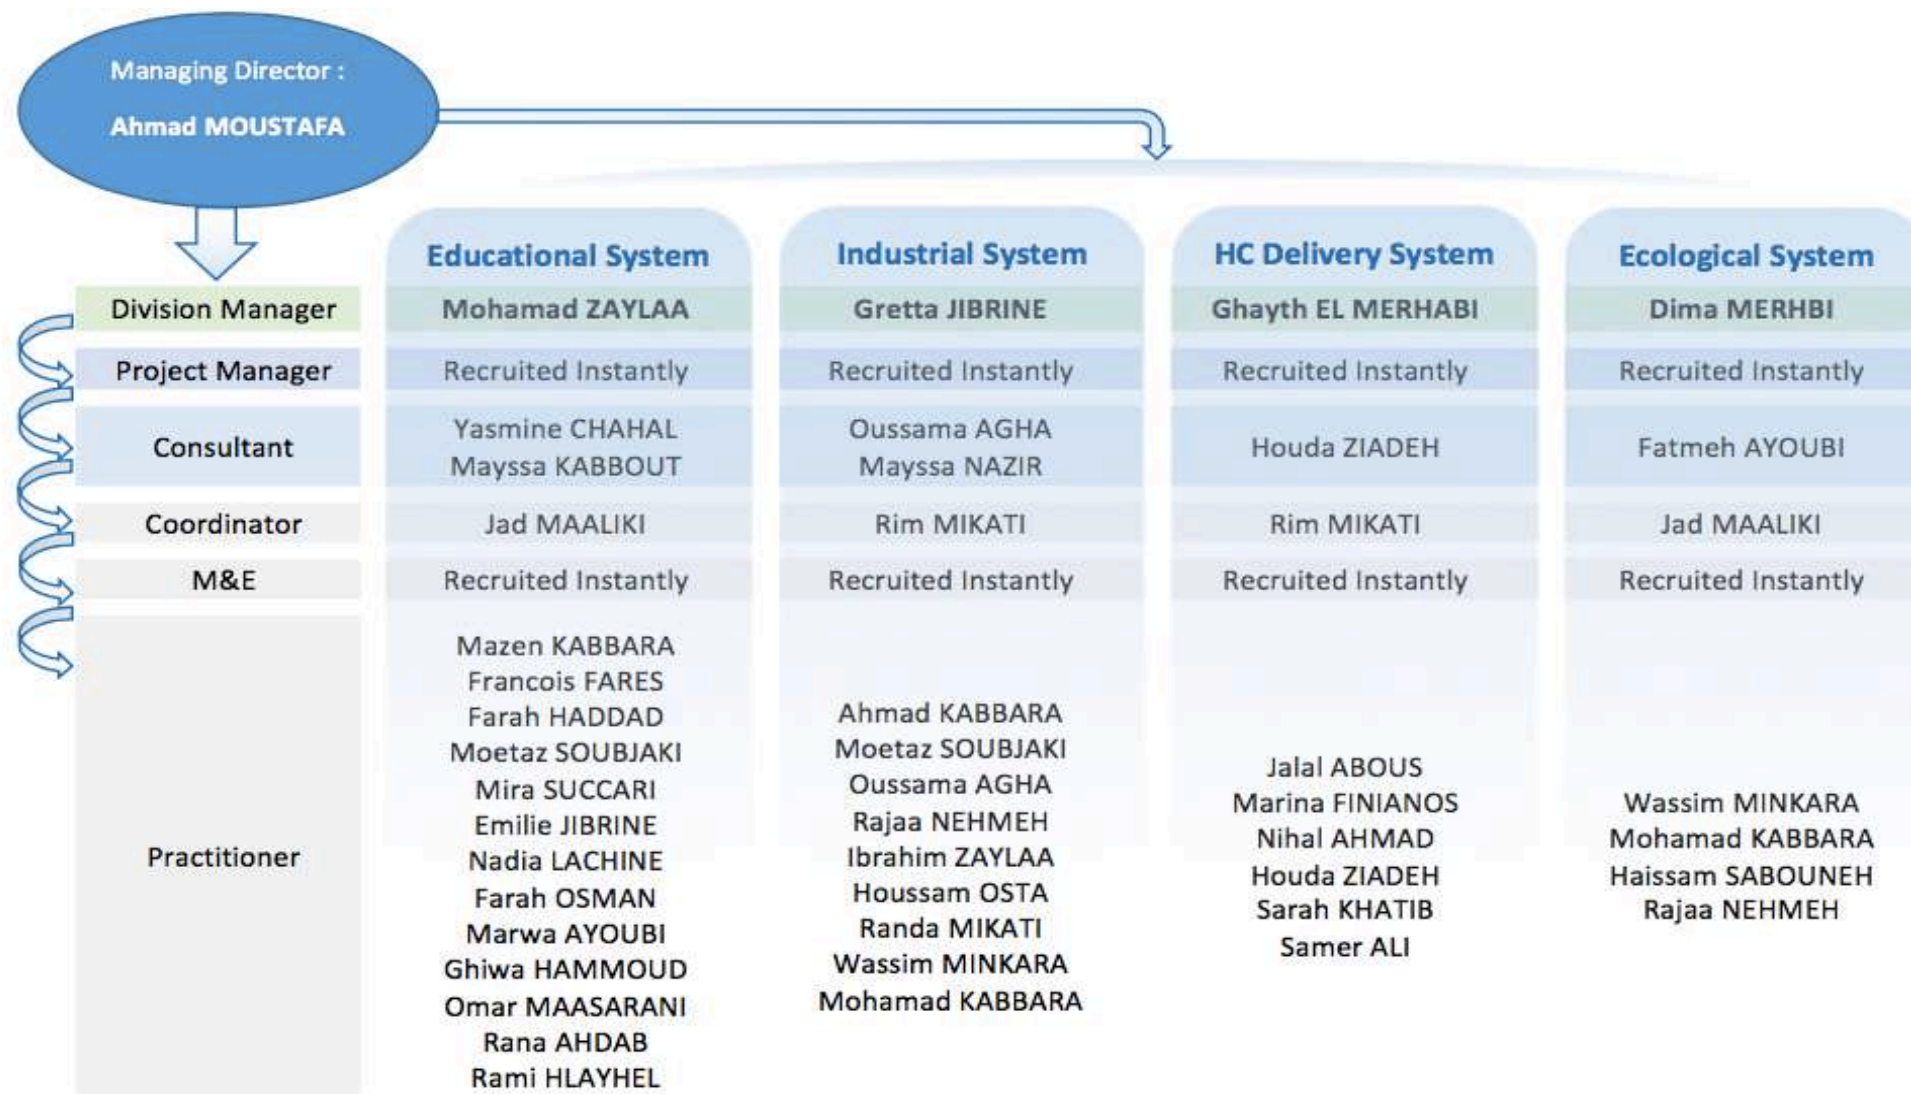 Managing Director :
Ahmad MOUSTAFA
Educational System
Industrial System
HC Delivery System
Ecological System
Division Manager
Mohamad ZAYLAA
Gretta JIBRINE
Ghayth EL MERHABI
Dima MERHBI
Project Manager
Recruited Instantly
Recruited Instantly
Recruited Instantly
Recruited Instantly
Consultant
Yasmine CHAHAL
Mayssa KABBOUT
Oussama AGHA
Mayssa NAZIR
Houda ZIADEH
Fatmeh AYOUBI
Coordinator
Jad MAALIKI
Rim MIKATI
Rim MIKATI
Jad MAALIKI
M&E
Recruited Instantly
Recruited Instantly
Recruited Instantly
Recruited Instantly
Practitioner
Mazen KABBARA
Francois FARES
Farah HADDAD
Moetaz SOUBJAKI
Mira SUCCARI
Emilie JIBRINE
Nadia LACHINE
Farah OSMAN
Marwa AYOUBI
Ghiwa HAMMOUD
Omar MAASARANI
Rana AHDAB
Rami HLAYHEL
Ahmad KABBARA
Moetaz SOUBJAKI
Oussama AGHA
Rajaa NEHMEH
Ibrahim ZAYLAA
Houssam OSTA
Randa MIKATI
Wassim MINKARA
Mohamad KABBARA
Jalal ABOUS
Marina FINIANOS
Nihal AHMAD
Houda ZIADEH
Sarah KHATIB
Samer ALI
Wassim MINKARA
Mohamad KABBARA
Haissam SABOUNEH
Rajaa NEHMEH